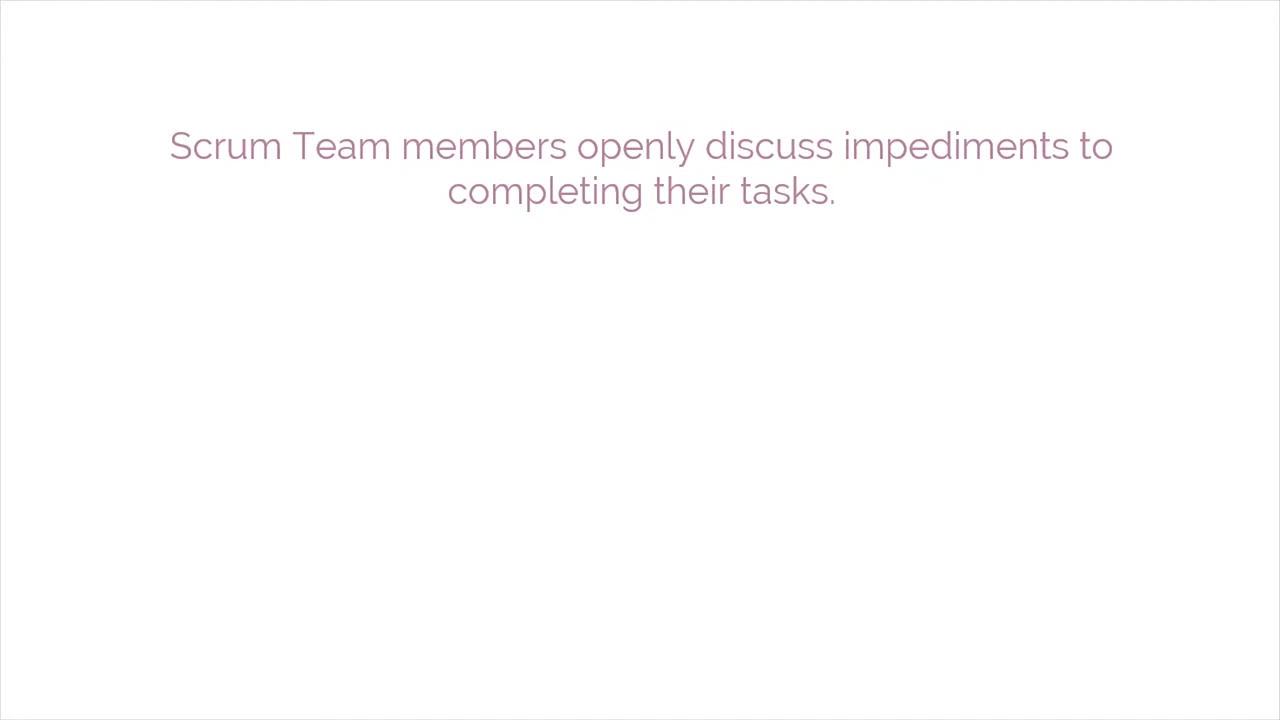 Scrum Team members openly discuss impediments to
completing their tasks.